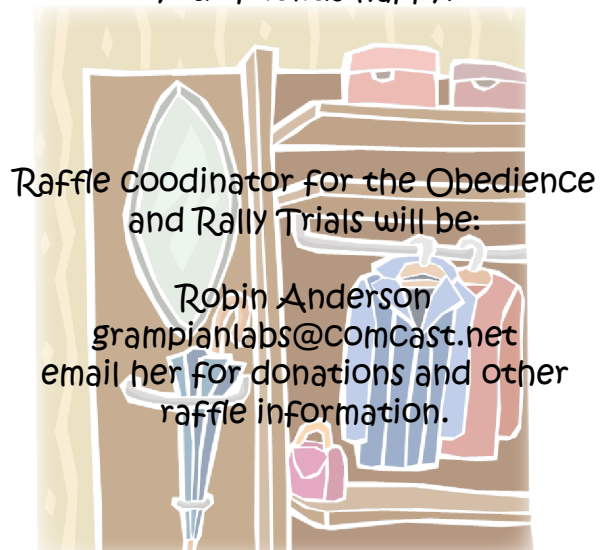 Raffle coodinator for the Obedience
and Rally Trials will be:
Robin Anderson
grampianlabs@comcast.net
email her for donations and other
raffle information.